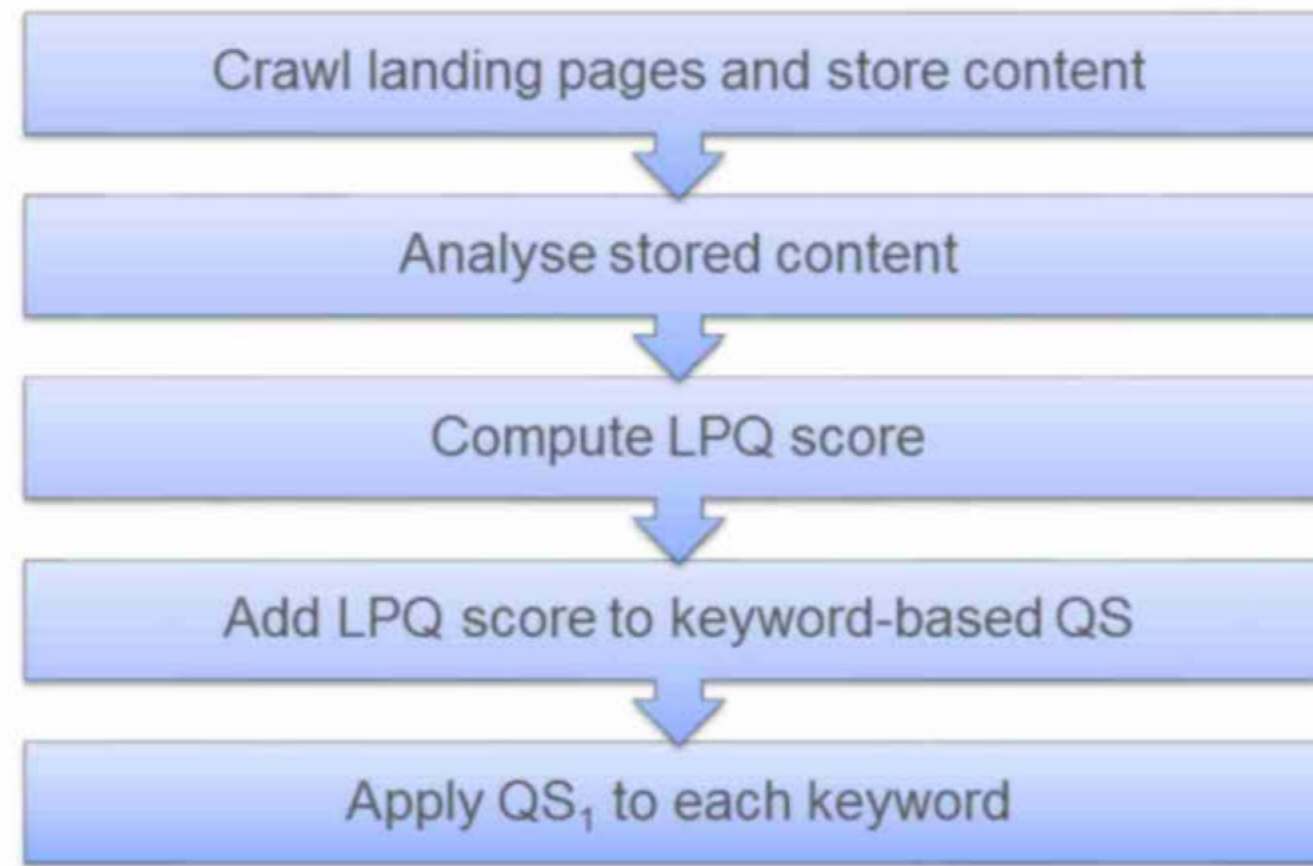 Crawl landing pages and store content
Analyse stored content
Compute LPQ score
Add LPQ score to keyword-based QS
Apply QS₁ to each keyword